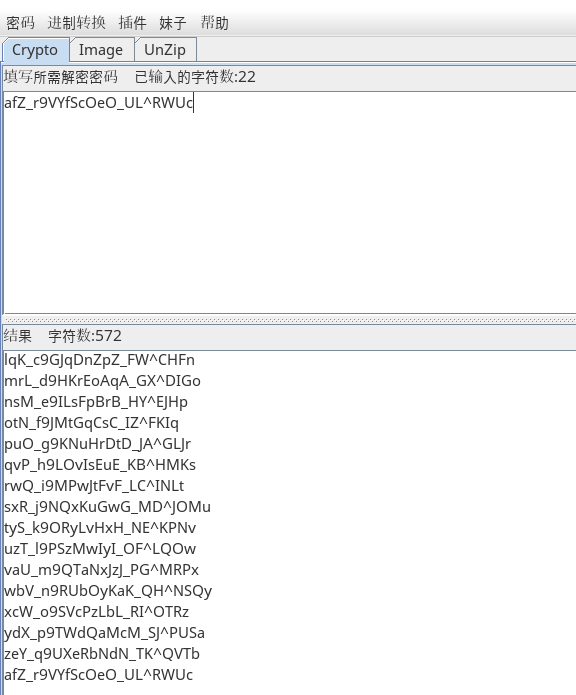 密码 进制转换 插件 妹子 帮助
Crypto Image UnZip
填写所需解密密码 已输入的字符数:22
afZ_r9VYfScOeO_UL^RWUc
结果 字符数:572
lqK_c9GJqDnZpZ_FW^CHFn
mrL_d9HKrEoAqA_GX^DIGo
nsM_e9ILsFpBrB_HY^EJHp
otN_f9JMtGqCsC_IZ^FKIq
puO_g9KNuHrDtD_JA^GLJr
qvP_h9LOvIsEuE_KB^HMKs
rwQ_i9MPwJtFvF_LC^INLt
sxR_j9NQxKuGwG_MD^JOMu
tyS_k9ORyLvHxH_NE^KPNv
uzT_l9PSzMwIyI_OF^LQOw
vaU_m9QTaNxJzJ_PG^MRPx
wbV_n9RUbOyKaK_QH^NSQy
xcW_o9SVcPzLbL_RI^OTRz
ydX_p9TWdQaMcM_SJ^PUSa
zeY_q9UXeRbNdN_TK^QVTb
afZ_r9VYfScOeO_UL^RWUc